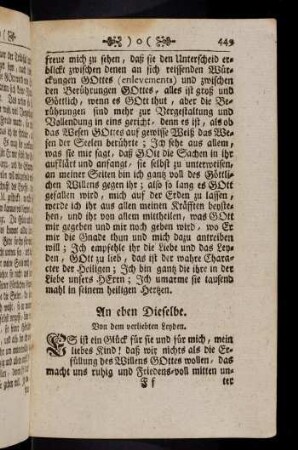 ) o ( 445
freue mich zu sehen, daß sie den Unterscheid er-
blickt zwischen denen an sich reissenden Wür-
ckungen GOttes (enlevements) und zwischen
den Berührungen GOttes, alles ist groß und
Göttlich, wenn es GOtt thut, aber die Be-
rührungen sind mehr zur Vergestaltung und
Vollendung in eins gericht, denn es ist, als ob
das Wesen GOttes auf gewisse Weiß das We-
sen der Seelen berührte; Ich sehe aus allem,
was sie mir sagt, daß GOtt die Sachen in ihr
aufklärt und anfangt, sie selbst zu unterweisen,
an meiner Seiten bin ich gantz voll des Göttli-
chen Willens gegen ihr; also so lang es GOtt
gefallen wird, mich auf der Erden zu lassen,
werde ich ihr aus allen meinen Kräfften beyste-
hen, und ihr von allem mittheilen, was GOtt
mir gegeben und mir noch geben wird, wo Er
mir die Gnade thun und mich dazu antreiben
will; Ich empfehle ihr die Liebe und das Ley-
den, GOtt zu lieb, das ist der wahre Chara-
cter der Heiligen; Ich bin gantz die ihre in der
Liebe unsers HErrn; Ich umarme sie tausend
mahl in seinem heiligen Hertzen.
An eben Dieselbe.
Von dem verliebten Leyden.
ES ist ein Glück für sie und für mich, mein
liebes Kind! daß wir nichts als die Er-
füllung des Willens GOttes wollen, das
macht uns ruhig und Friedens-voll mitten un-
F f ter